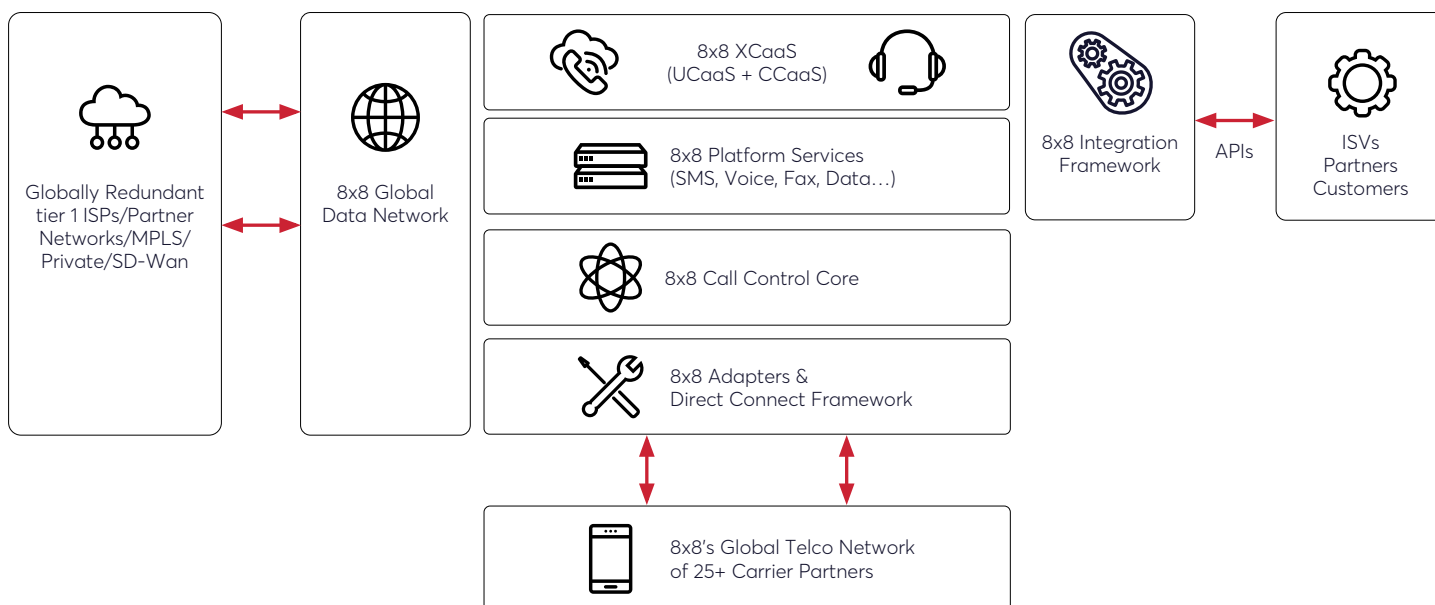 Globally Redundant
tier 1 ISPs/Partner
Networks/MPLS/
Private/SD-Wan
8x8 Global
Data Network
8x8 XCaaS
(UCaaS + CCaaS)
8x8 Platform Services
(SMS, Voice, Fax, Data…)
8x8 Call Control Core
8x8 Adapters &
Direct Connect Framework
8x8's Global Telco Network
of 25+ Carrier Partners
8x8 Integration
Framework
APIs
ISVs
Partners
Customers